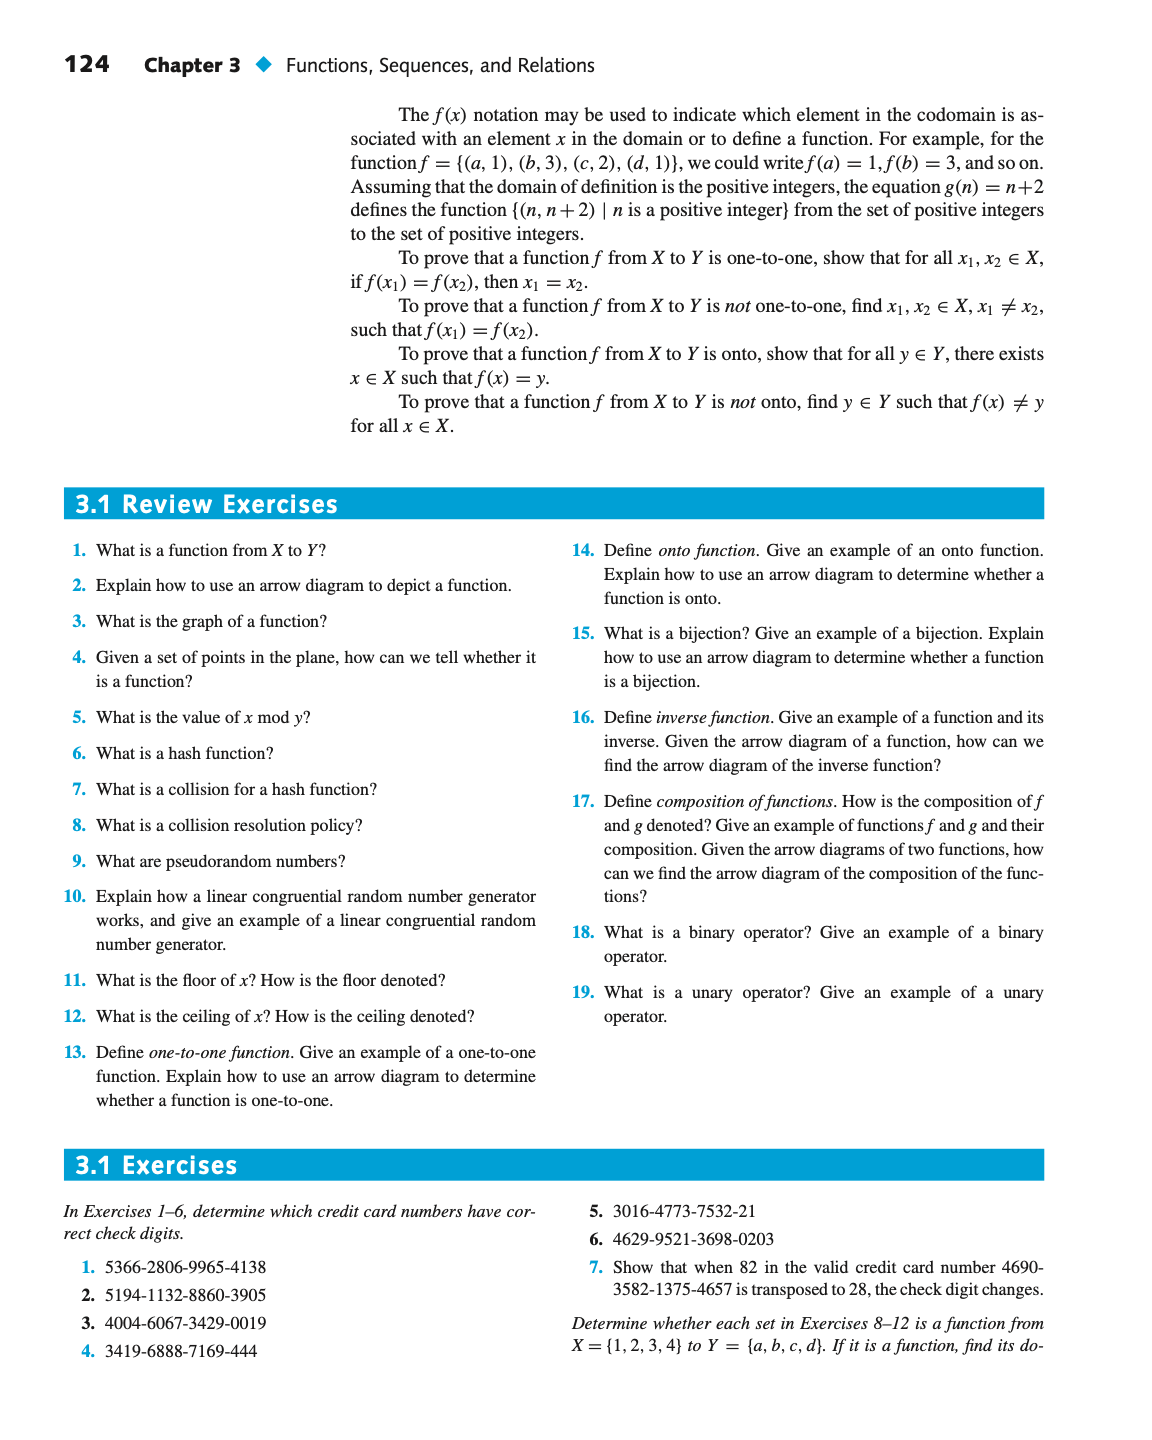 124 Chapter 3 ◆ Functions, Sequences, and Relations
The f(x) notation may be used to indicate which element in the codomain is as-
sociated with an element x in the domain or to define a function. For example, for the
function f = {(a, 1), (b, 3), (c, 2), (d, 1)}, we could write f(a) = 1, f(b) = 3, and so on.
Assuming that the domain of definition is the positive integers, the equation g(n) = n+2
defines the function {(n, n + 2) | n is a positive integer} from the set of positive integers
to the set of positive integers.
To prove that a function f from X to Y is one-to-one, show that for all x₁, x₂ ∈ X,
if f(x₁) = f(x₂), then x₁ = x₂.
To prove that a function f from X to Y is not one-to-one, find x₁, x₂ ∈ X, x₁ ≠ x₂,
such that f(x₁) = f(x₂).
To prove that a function f from X to Y is onto, show that for all y ∈ Y, there exists
x ∈ X such that f(x) = y.
To prove that a function f from X to Y is not onto, find y ∈ Y such that f(x) ≠ y
for all x ∈ X.
3.1 Review Exercises
1. What is a function from X to Y?
2. Explain how to use an arrow diagram to depict a function.
3. What is the graph of a function?
4. Given a set of points in the plane, how can we tell whether it
is a function?
5. What is the value of x mod y?
6. What is a hash function?
7. What is a collision for a hash function?
8. What is a collision resolution policy?
9. What are pseudorandom numbers?
10. Explain how a linear congruential random number generator
works, and give an example of a linear congruential random
number generator.
11. What is the floor of x? How is the floor denoted?
12. What is the ceiling of x? How is the ceiling denoted?
13. Define one-to-one function. Give an example of a one-to-one
function. Explain how to use an arrow diagram to determine
whether a function is one-to-one.
14. Define onto function. Give an example of an onto function.
Explain how to use an arrow diagram to determine whether a
function is onto.
15. What is a bijection? Give an example of a bijection. Explain
how to use an arrow diagram to determine whether a function
is a bijection.
16. Define inverse function. Give an example of a function and its
inverse. Given the arrow diagram of a function, how can we
find the arrow diagram of the inverse function?
17. Define composition of functions. How is the composition of f
and g denoted? Give an example of functions f and g and their
composition. Given the arrow diagrams of two functions, how
can we find the arrow diagram of the composition of the func-
tions?
18. What is a binary operator? Give an example of a binary
operator.
19. What is a unary operator? Give an example of a unary
operator.
3.1 Exercises
In Exercises 1–6, determine which credit card numbers have cor-
rect check digits.
1. 5366-2806-9965-4138
2. 5194-1132-8860-3905
3. 4004-6067-3429-0019
4. 3419-6888-7169-444
5. 3016-4773-7532-21
6. 4629-9521-3698-0203
7. Show that when 82 in the valid credit card number 4690-
3582-1375-4657 is transposed to 28, the check digit changes.
Determine whether each set in Exercises 8–12 is a function from
X = {1, 2, 3, 4} to Y = {a, b, c, d}. If it is a function, find its do-